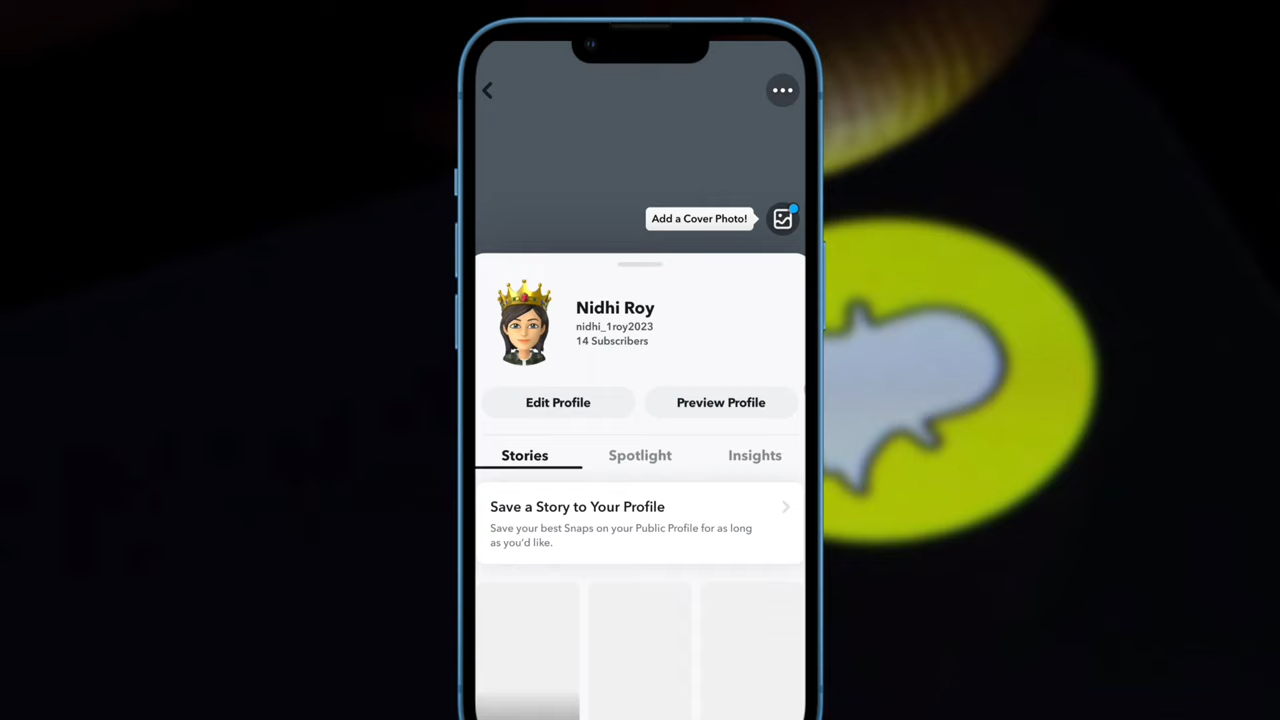 Add a Cover Photo!
Nidhi Roy
nidhi_1roy2023
14 Subscribers
Edit Profile
Preview Profile
Stories
Spotlight
Insights
Save a Story to Your Profile
Save your best Snaps on your Public Profile for as long
as you'd like.